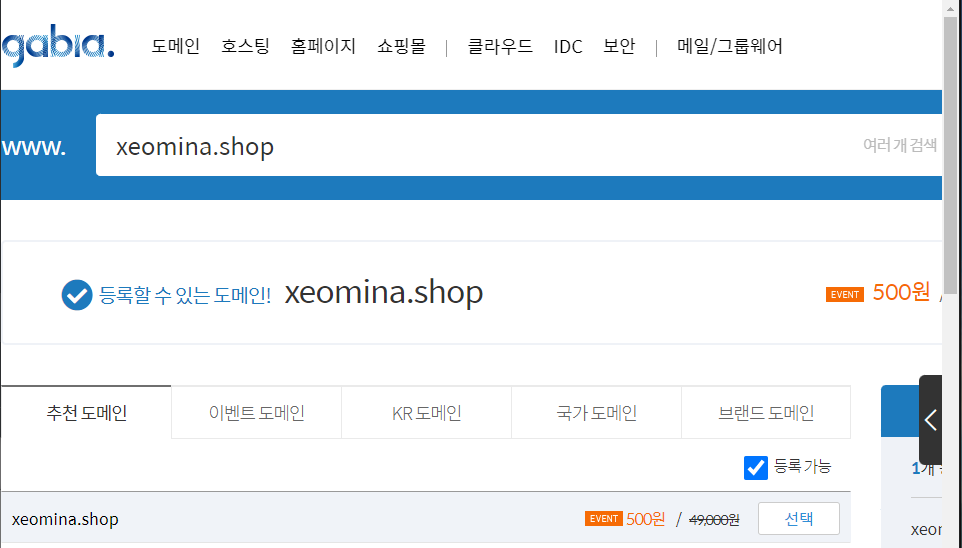 gabia.
도메인 호스팅 홈페이지 쇼핑몰 | 클라우드 IDC 보안 | 메일/그룹웨어
www. xeomina.shop 여러 개 검색
등록할 수 있는 도메인! xeomina.shop EVENT 500원 /
추천 도메인 이벤트 도메인 KR 도메인 국가 도메인 브랜드 도메인
등록 가능
1개
xeomina.shop EVENT 500원 / 49,000원 선택
xeo